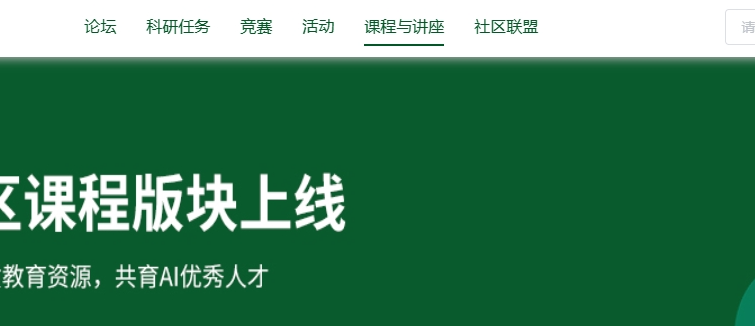 论坛 科研任务 竞赛 活动 课程与讲座 社区联盟 请
区课程版块上线
教育资源，共育AI优秀人才